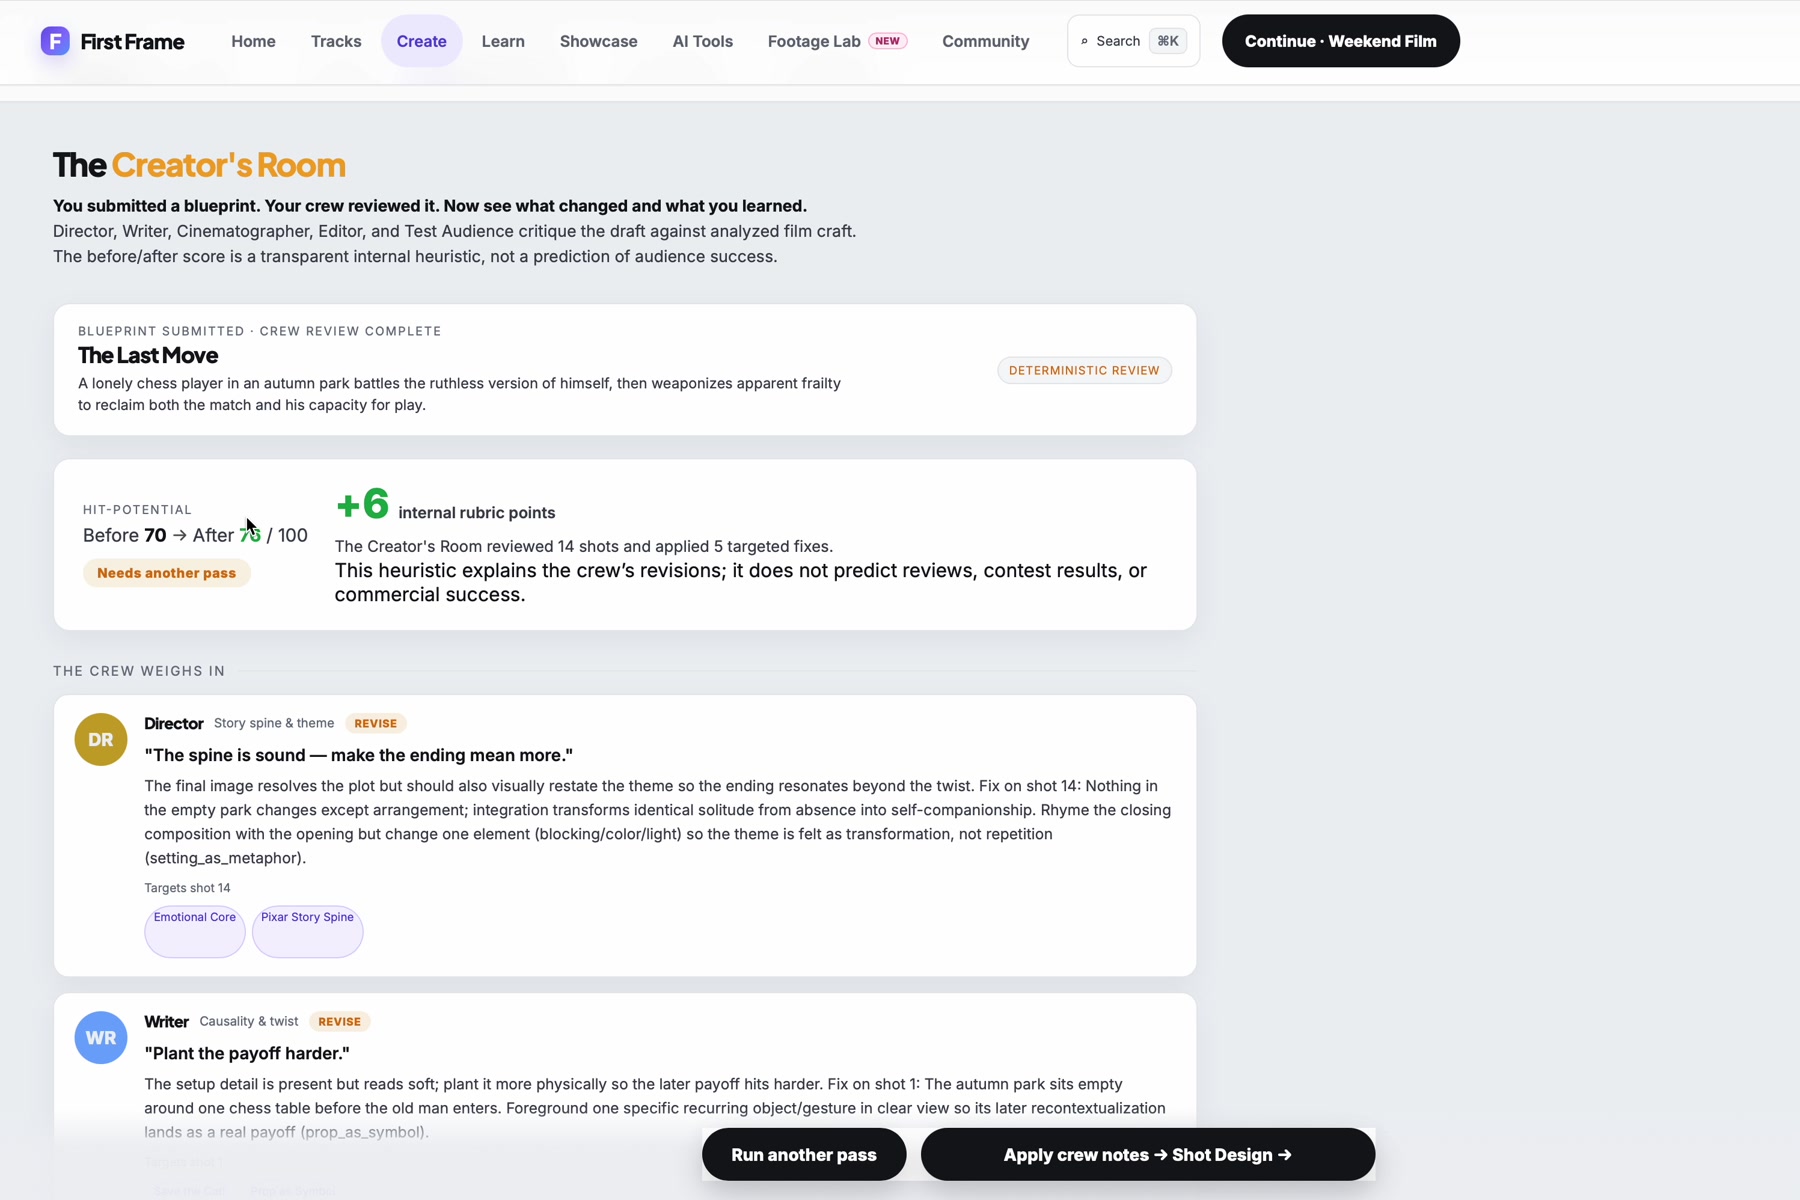 F First Frame Home Tracks Create Learn Showcase AI Tools Footage Lab NEW Community Search ⌘K Continue · Weekend Film
The Creator's Room
You submitted a blueprint. Your crew reviewed it. Now see what changed and what you learned.
Director, Writer, Cinematographer, Editor, and Test Audience critique the draft against analyzed film craft.
The before/after score is a transparent internal heuristic, not a prediction of audience success.
BLUEPRINT SUBMITTED · CREW REVIEW COMPLETE
The Last Move
A lonely chess player in an autumn park battles the ruthless version of himself, then weaponizes apparent frailty
to reclaim both the match and his capacity for play.
DETERMINISTIC REVIEW
HIT-POTENTIAL
Before 70 → After 76 / 100
Needs another pass
+6 internal rubric points
The Creator's Room reviewed 14 shots and applied 5 targeted fixes.
This heuristic explains the crew’s revisions; it does not predict reviews, contest results, or
commercial success.
THE CREW WEIGHS IN
DR
Director Story spine & theme REVISE
"The spine is sound — make the ending mean more."
The final image resolves the plot but should also visually restate the theme so the ending resonates beyond the twist. Fix on shot 14: Nothing in
the empty park changes except arrangement; integration transforms identical solitude from absence into self-companionship. Rhyme the closing
composition with the opening but change one element (blocking/color/light) so the theme is felt as transformation, not repetition
(setting_as_metaphor).
Targets shot 14
Emotional Core Pixar Story Spine
WR
Writer Causality & twist REVISE
"Plant the payoff harder."
The setup detail is present but reads soft; plant it more physically so the later payoff hits harder. Fix on shot 1: The autumn park sits empty
around one chess table before the old man enters. Foreground one specific recurring object/gesture in clear view so its later recontextualization
lands as a real payoff (prop_as_symbol).
Targets shot 1
Save the Cat Prop as Symbol
Run another pass Apply crew notes → Shot Design →